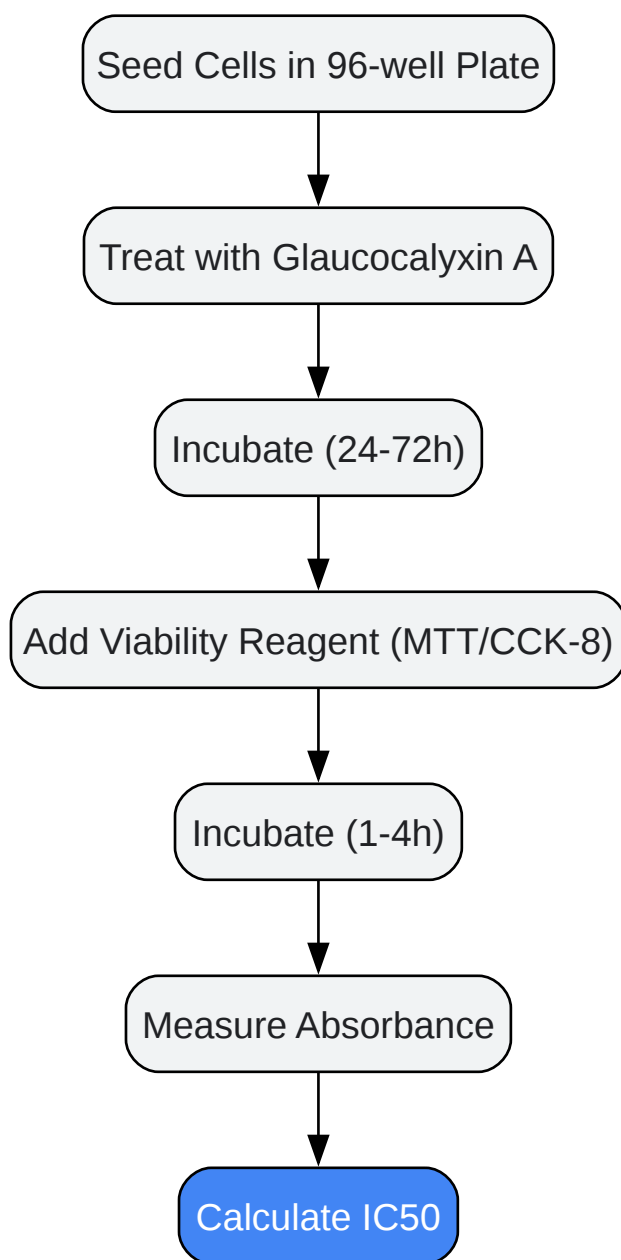 Seed Cells in 96-well Plate
Treat with Glaucocalyxin A
Incubate (24-72h)
Add Viability Reagent (MTT/CCK-8)
Incubate (1-4h)
Measure Absorbance
Calculate IC50